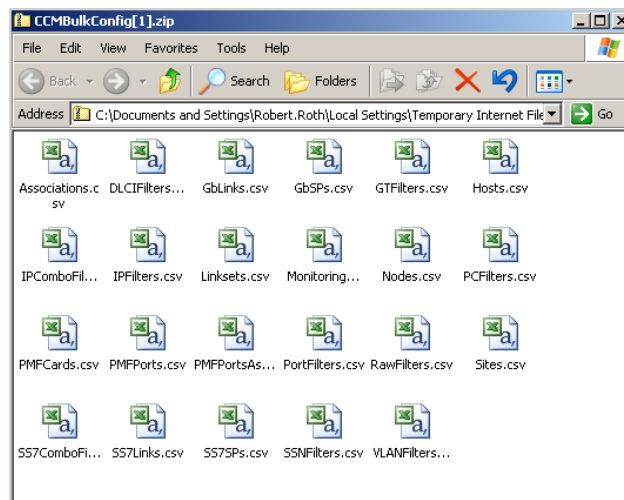 CCMBulkConfig[1].zip
File Edit View Favorites Tools Help
Back Search Folders
Address C:\Documents and Settings\Robert.Roth\Local Settings\Temporary Internet File Go
Associations.c DLCIFilters... GbLinks.csv GbSPs.csv GTFilters.csv Hosts.csv
sv
IPComboFil... IPFilters.csv Linksets.csv Monitoring... Nodes.csv PCFilters.csv
PMFCards.csv PMFPorts.csv PMFPortsAs... PortFilters.csv RawFilters.csv Sites.csv
SS7ComboFi... SS7Links.csv SS7SPs.csv SSNFilters.csv VLANFilters...